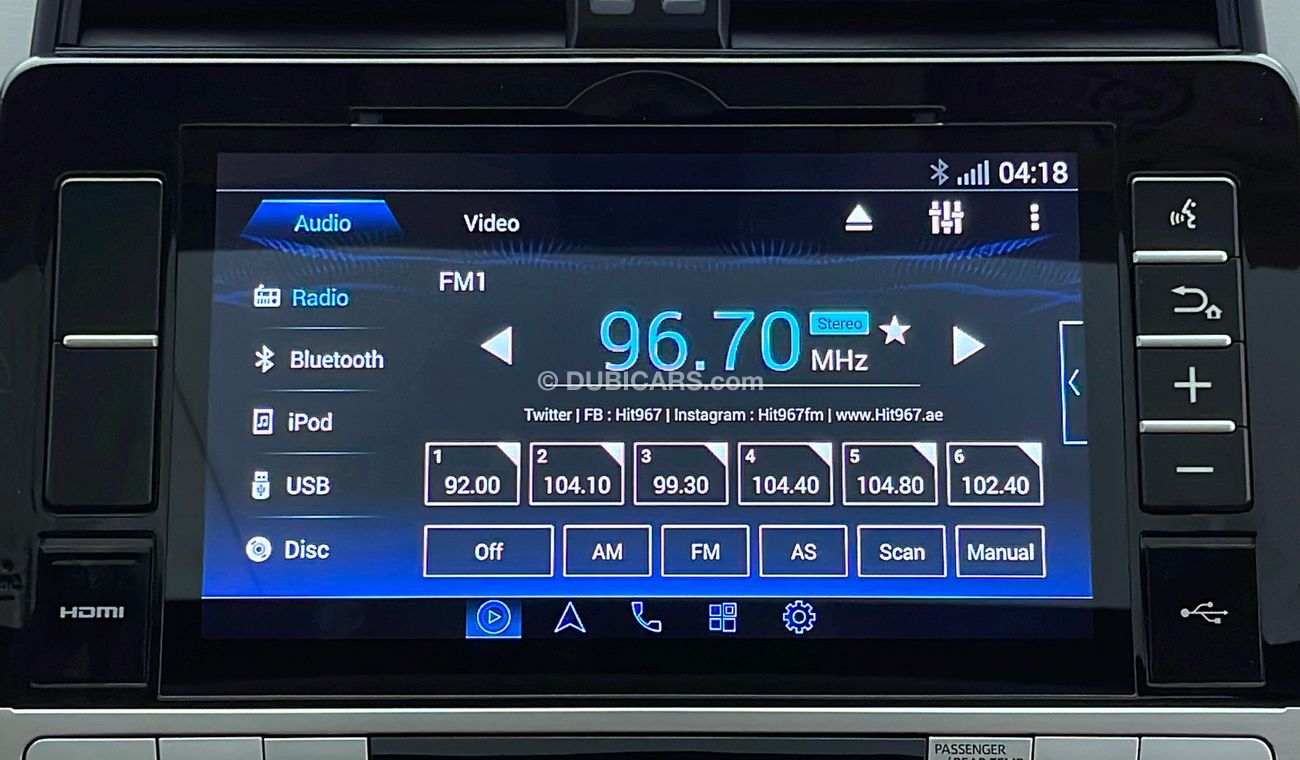 04:18
Audio Video
FM1
Radio
96.70 Stereo
MHz
Bluetooth
© DUBICARS.com
Twitter | FB : Hit967 | Instagram : Hit967fm | www.Hit967.ae
iPod
1 2 3 4 5 6
92.00 104.10 99.30 104.40 104.80 102.40
USB
Disc
Off AM FM AS Scan Manual
HDMI
PASSENGER
/REAR TEMP